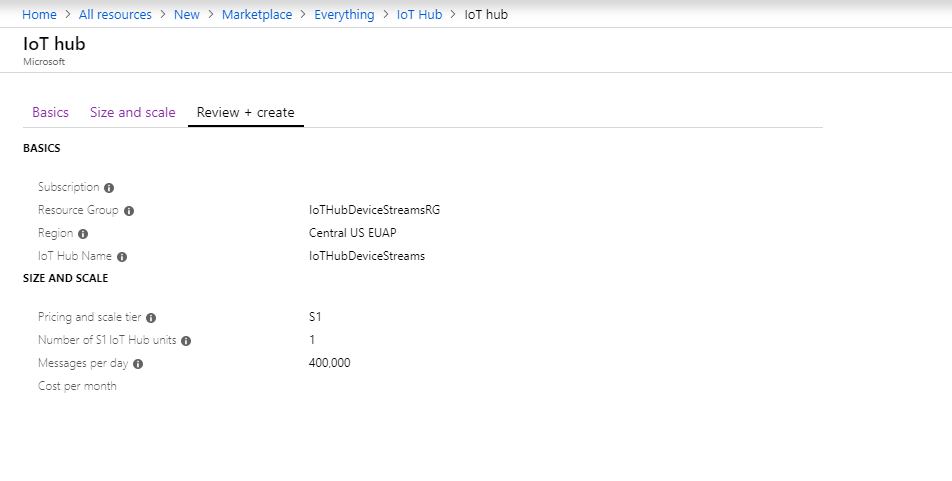 Home > All resources > New > Marketplace > Everything > IoT Hub > IoT hub
IoT hub
Microsoft
Basics Size and scale Review + create
BASICS
Subscription
Resource Group IoTHubDeviceStreamsRG
Region Central US EUAP
IoT Hub Name IoTHubDeviceStreams
SIZE AND SCALE
Pricing and scale tier S1
Number of S1 IoT Hub units 1
Messages per day 400,000
Cost per month